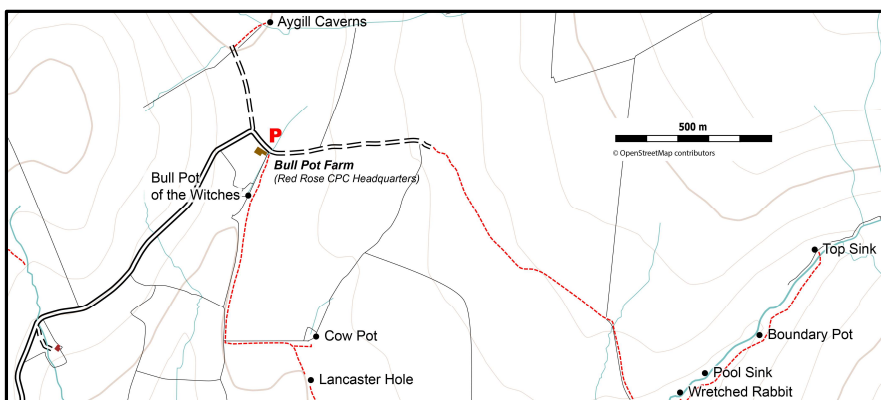 Aygill Caverns
P
500 m
© OpenStreetMap contributors
Bull Pot Farm
(Red Rose CPC Headquarters)
Bull Pot
of the Witches
Top Sink
Cow Pot
Boundary Pot
Lancaster Hole
Pool Sink
Wretched Rabbit